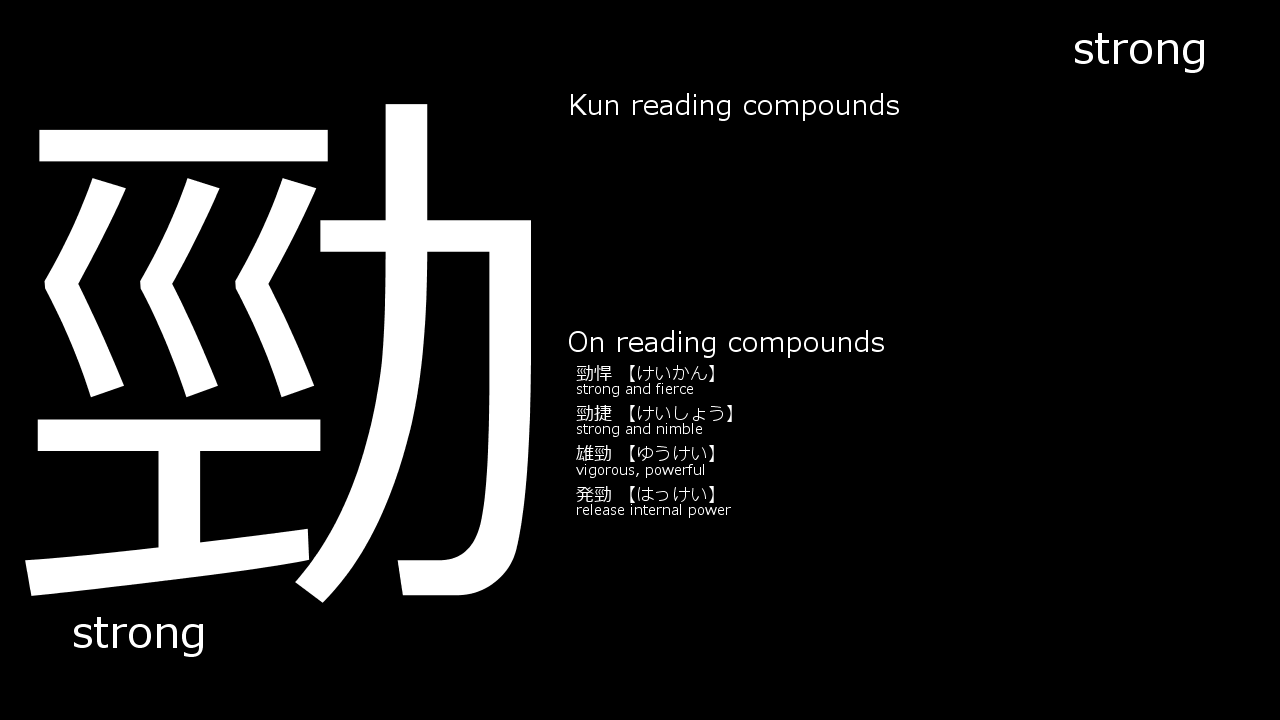 strong
勁
strong
Kun reading compounds
On reading compounds
勁悍 【けいかん】
strong and fierce
勁捷 【けいしょう】
strong and nimble
雄勁 【ゆうけい】
vigorous, powerful
発勁 【はっけい】
release internal power